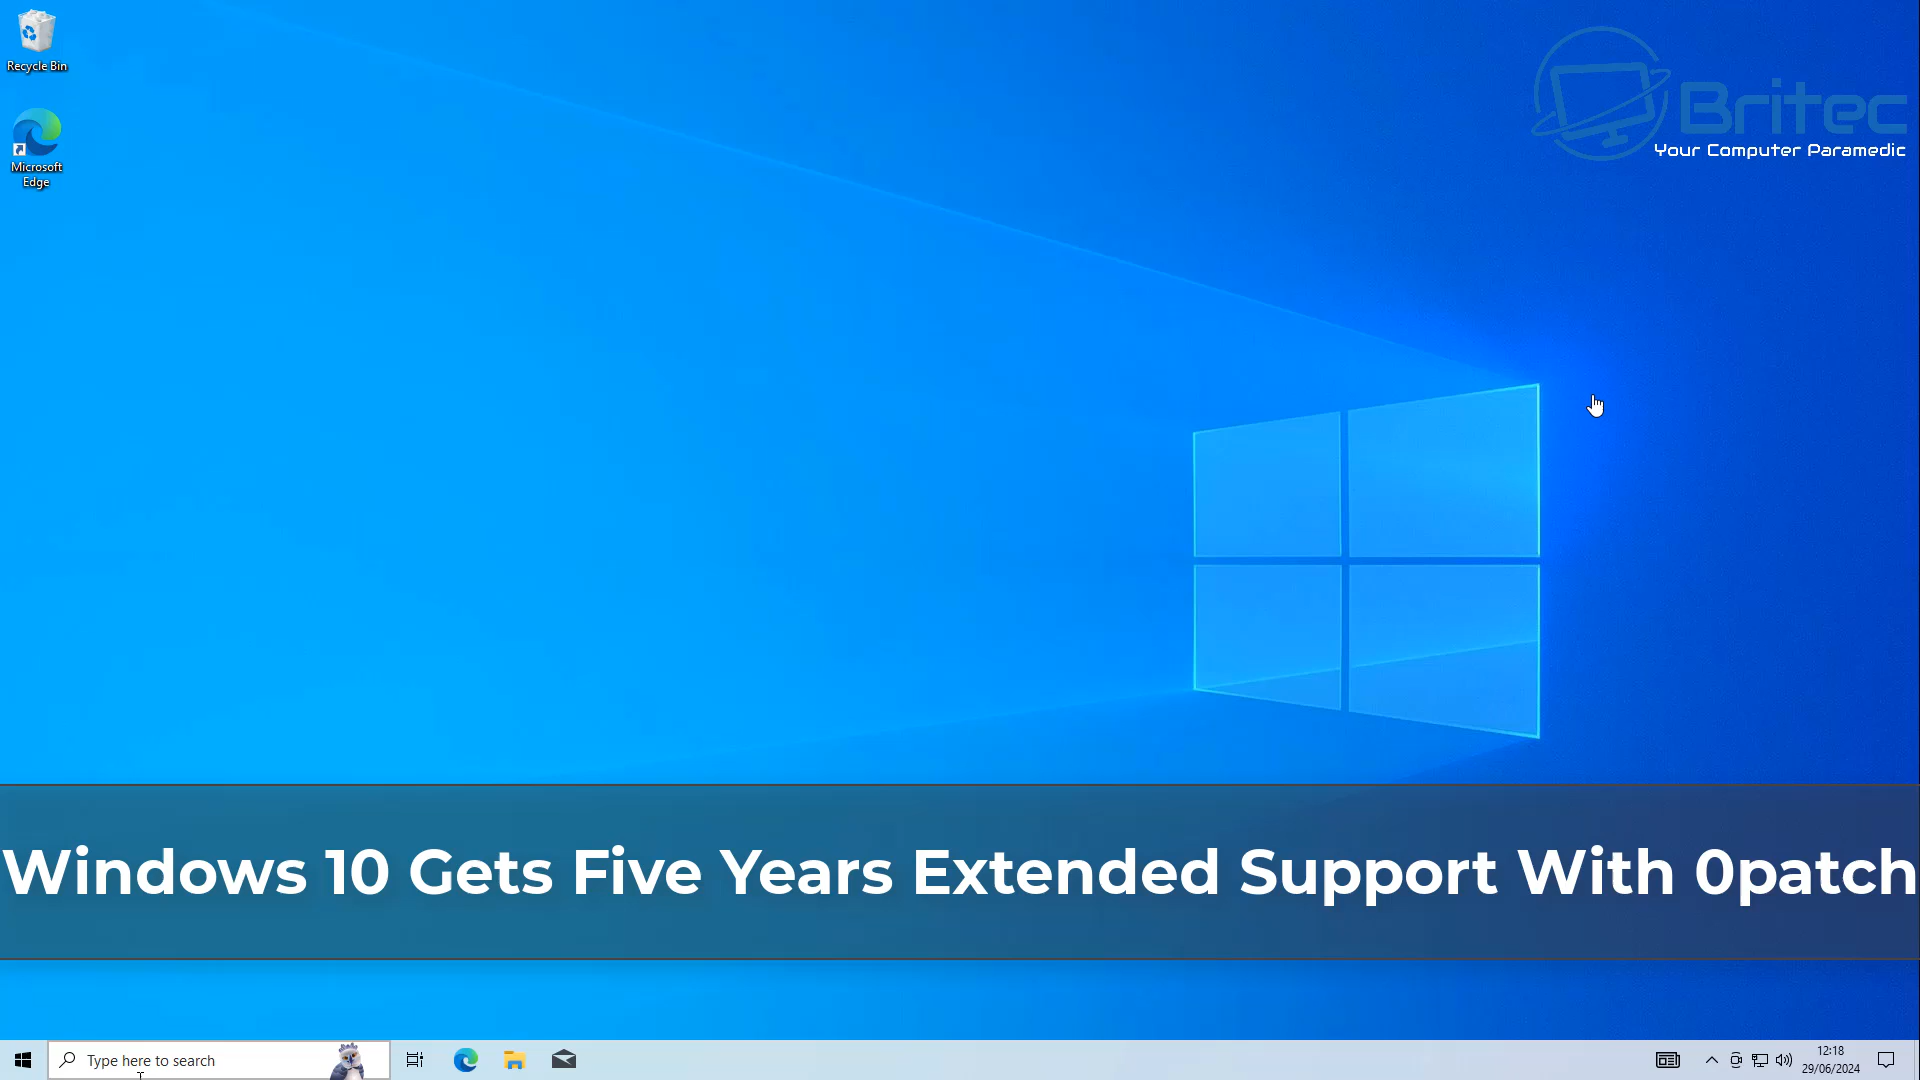 Recycle Bin
Microsoft
Edge
Britec
Your Computer Paramedic
Windows 10 Gets Five Years Extended Support With 0patch
Type here to search
12:18
29/06/2024